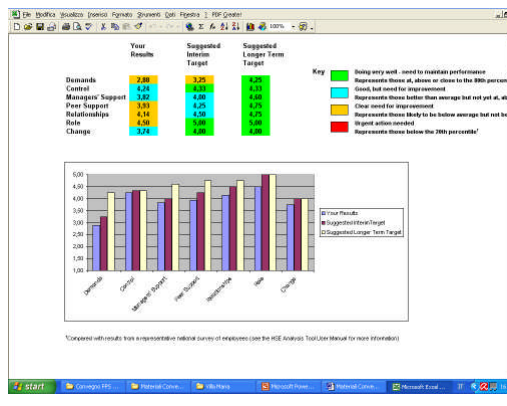 File Modifica Visualizza Inserisci Formato Strumenti Dati Finestra ? PDF Creator
100%
Your Results
Suggested Interim Target
Suggested Longer Term Target
Demands 2,88 3,25 4,25
Control 4,24 4,33 4,33
Managers' Support 3,82 4,00 4,60
Peer Support 3,93 4,25 4,75
Relationships 4,14 4,50 4,75
Role 4,50 5,00 5,00
Change 3,74 4,00 4,00
Key
Doing very well - need to maintain performance
Represents those at, above or close to the 80th
Good, but need for improvement
Represents those better than average but not yet at,
Clear need for improvement
Represents those likely to be below average but not
Urgent action needed
Represents those below the 20th percentile¹
5,00
4,50
4,00
3,50
3,00
2,50
2,00
1,50
1,00
Demands
Control
Managers' Support
Peer Support
Relationships
Role
Change
Your Results
Suggested Interim Target
Suggested Longer Term Target
¹Compared with results from a representative national survey of employees (see the HSE Analysis Tool User Manual for more information)
start
Convegno FPS ...
Materiali Conve...
Villa Maria
Microsoft Powe...
Materiali Conve...
Microsoft Excel ...
IT